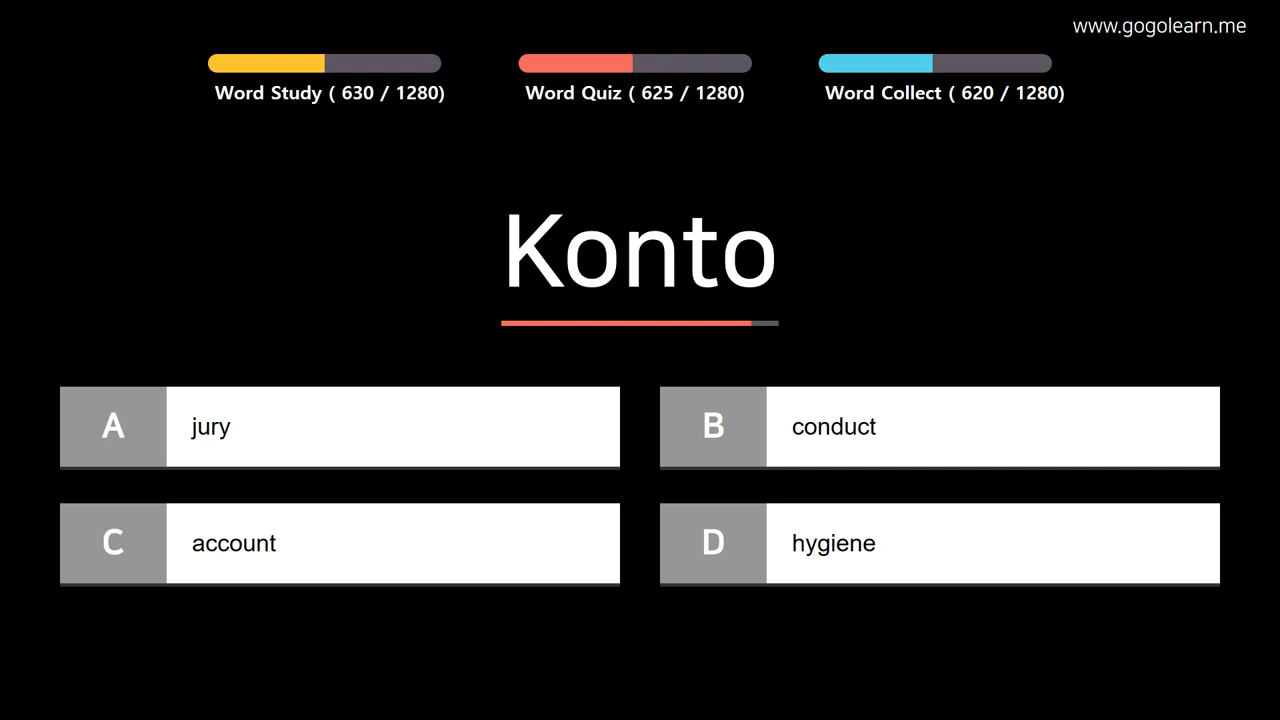 www.gogolearn.me
Word Study ( 630 / 1280)
Word Quiz ( 625 / 1280)
Word Collect ( 620 / 1280)
Konto
A jury
B conduct
C account
D hygiene